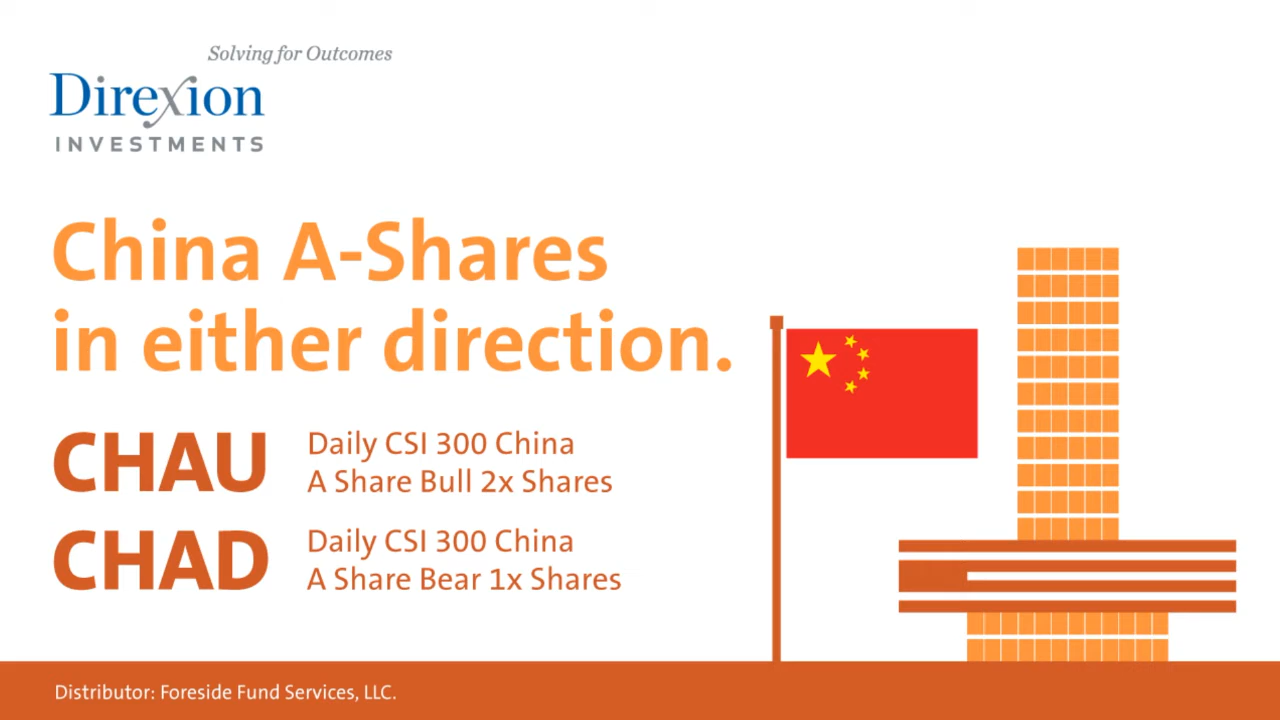 Solving for Outcomes
Direxion
INVESTMENTS
China A-Shares
in either direction.
CHAU
Daily CSI 300 China
A Share Bull 2x Shares
CHAD
Daily CSI 300 China
A Share Bear 1x Shares
Distributor: Foreside Fund Services, LLC.